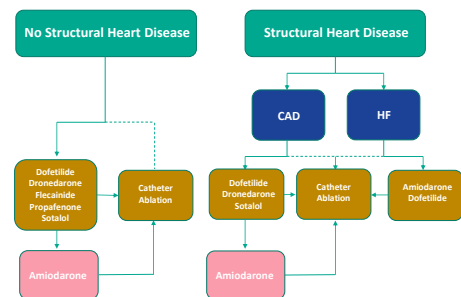 No Structural Heart Disease
Structural Heart Disease
CAD
HF
Dofetilide
Dronedarone
Flecainide
Propafenone
Sotalol
Catheter
Ablation
Dofetilide
Dronedarone
Sotalol
Catheter
Ablation
Amiodarone
Dofetilide
Amiodarone
Amiodarone